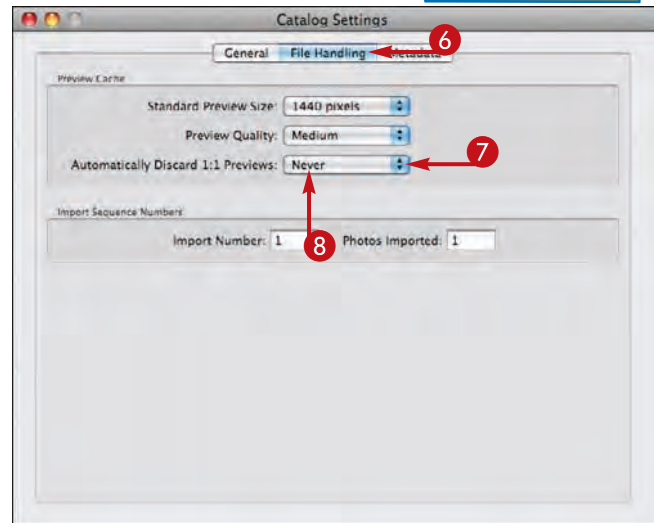 Catalog Settings
6
General File Handling Metadata
Preview Cache
Standard Preview Size: 1440 pixels
Preview Quality: Medium
7
Automatically Discard 1:1 Previews: Never
Import Sequence Numbers
Import Number: 1 8 Photos Imported: 1